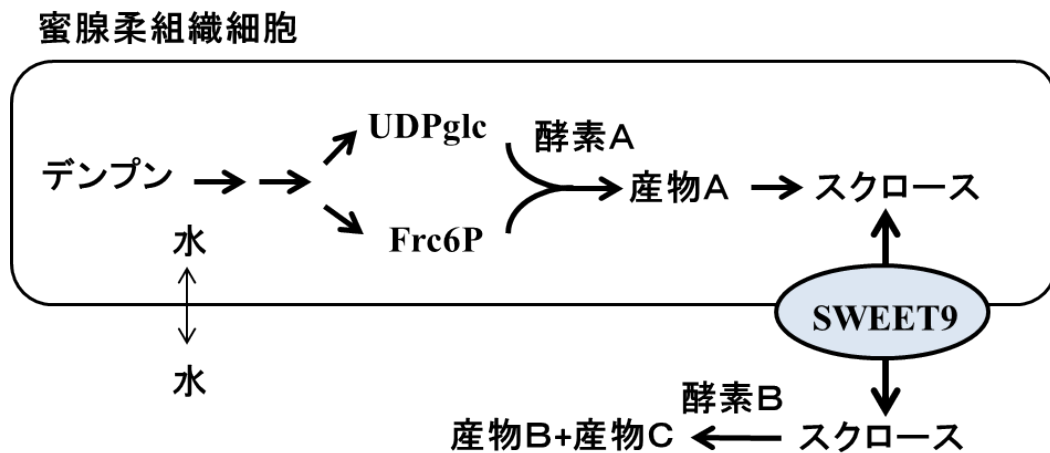 蜜腺柔組織細胞
UDPglc
酵素A
デンプン
産物A
スクロース
Frc6P
水
SWEET9
水
酵素B
産物B+産物C
スクロース